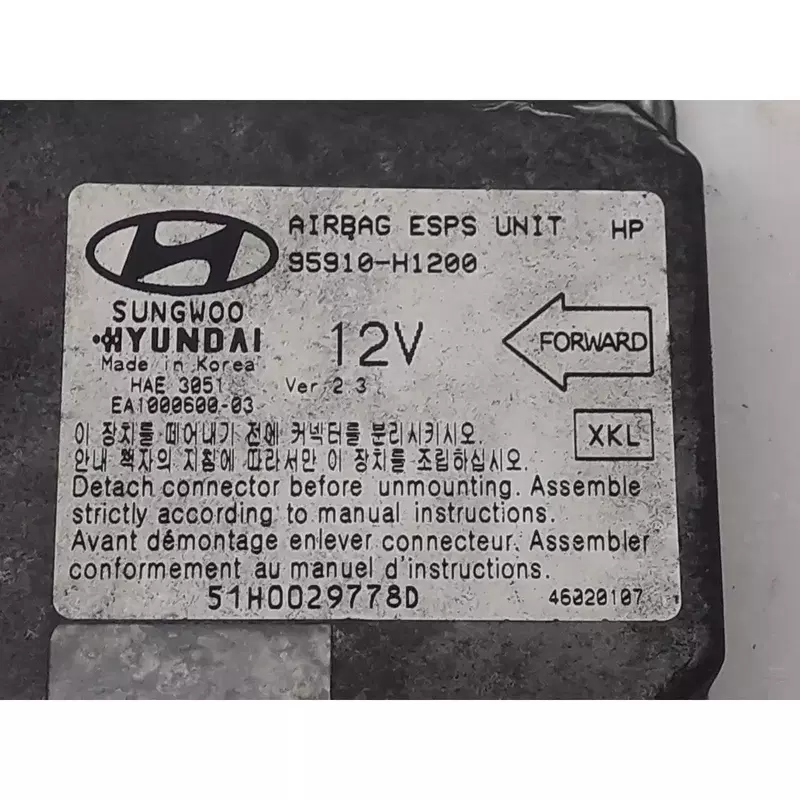 AIRBAG ESPS UNIT HP
95910-H1200
SUNGWOO
HYUNDAI
Made in Korea
HAE 3051
EA1000600-03
12V
Ver 2.3
FORWARD
XKL
이 장치를 떼어내기 전에 커넥터를 분리시키시오.
안내 책자의 지침에 따라서만 이 장치를 조립하십시오.
Detach connector before unmounting. Assemble
strictly according to manual instructions.
Avant démontage enlever connecteur. Assembler
conformement au manuel d'instructions.
51H0029778D 46020107